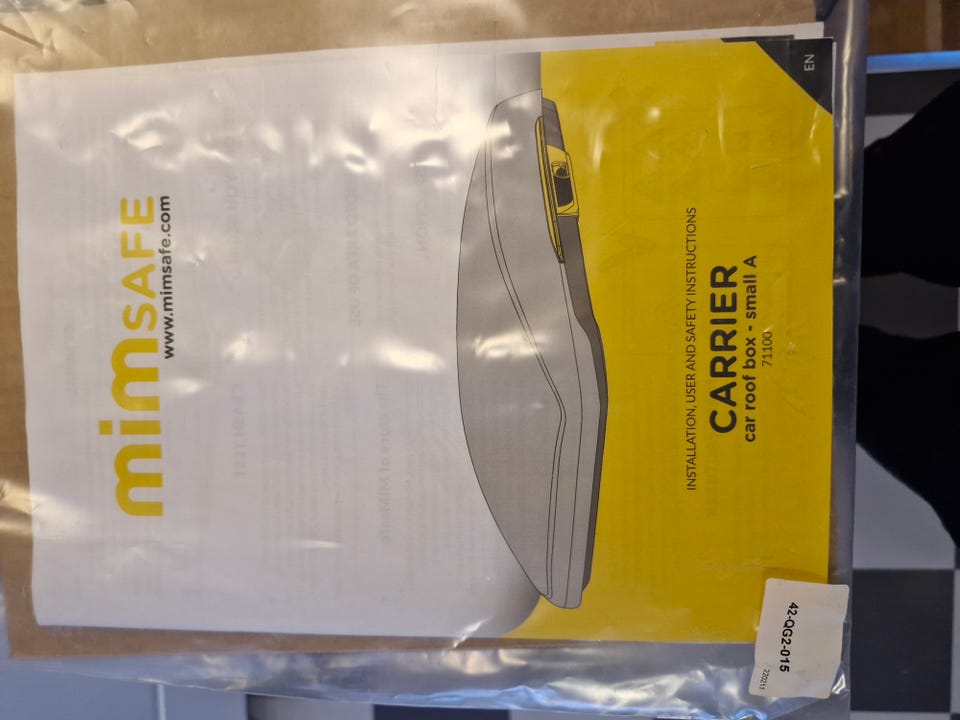 mimsafe
www.mimsafe.com
EN
INSTALLATION, USER AND SAFETY INSTRUCTIONS
CARRIER
car roof box - small A
71100
42-QG2-015
220211